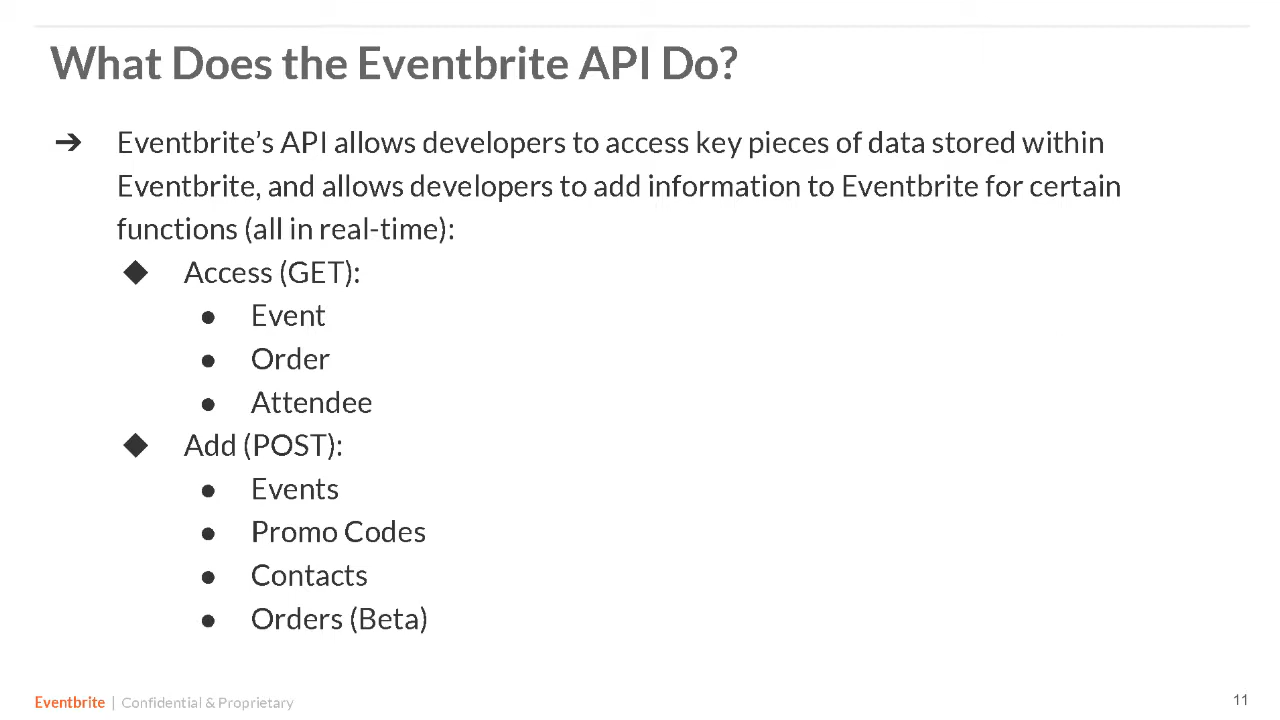 What Does the Eventbrite API Do?
➔ Eventbrite’s API allows developers to access key pieces of data stored within
Eventbrite, and allows developers to add information to Eventbrite for certain
functions (all in real-time):
◆ Access (GET):
● Event
● Order
● Attendee
◆ Add (POST):
● Events
● Promo Codes
● Contacts
● Orders (Beta)
Eventbrite | Confidential & Proprietary
11